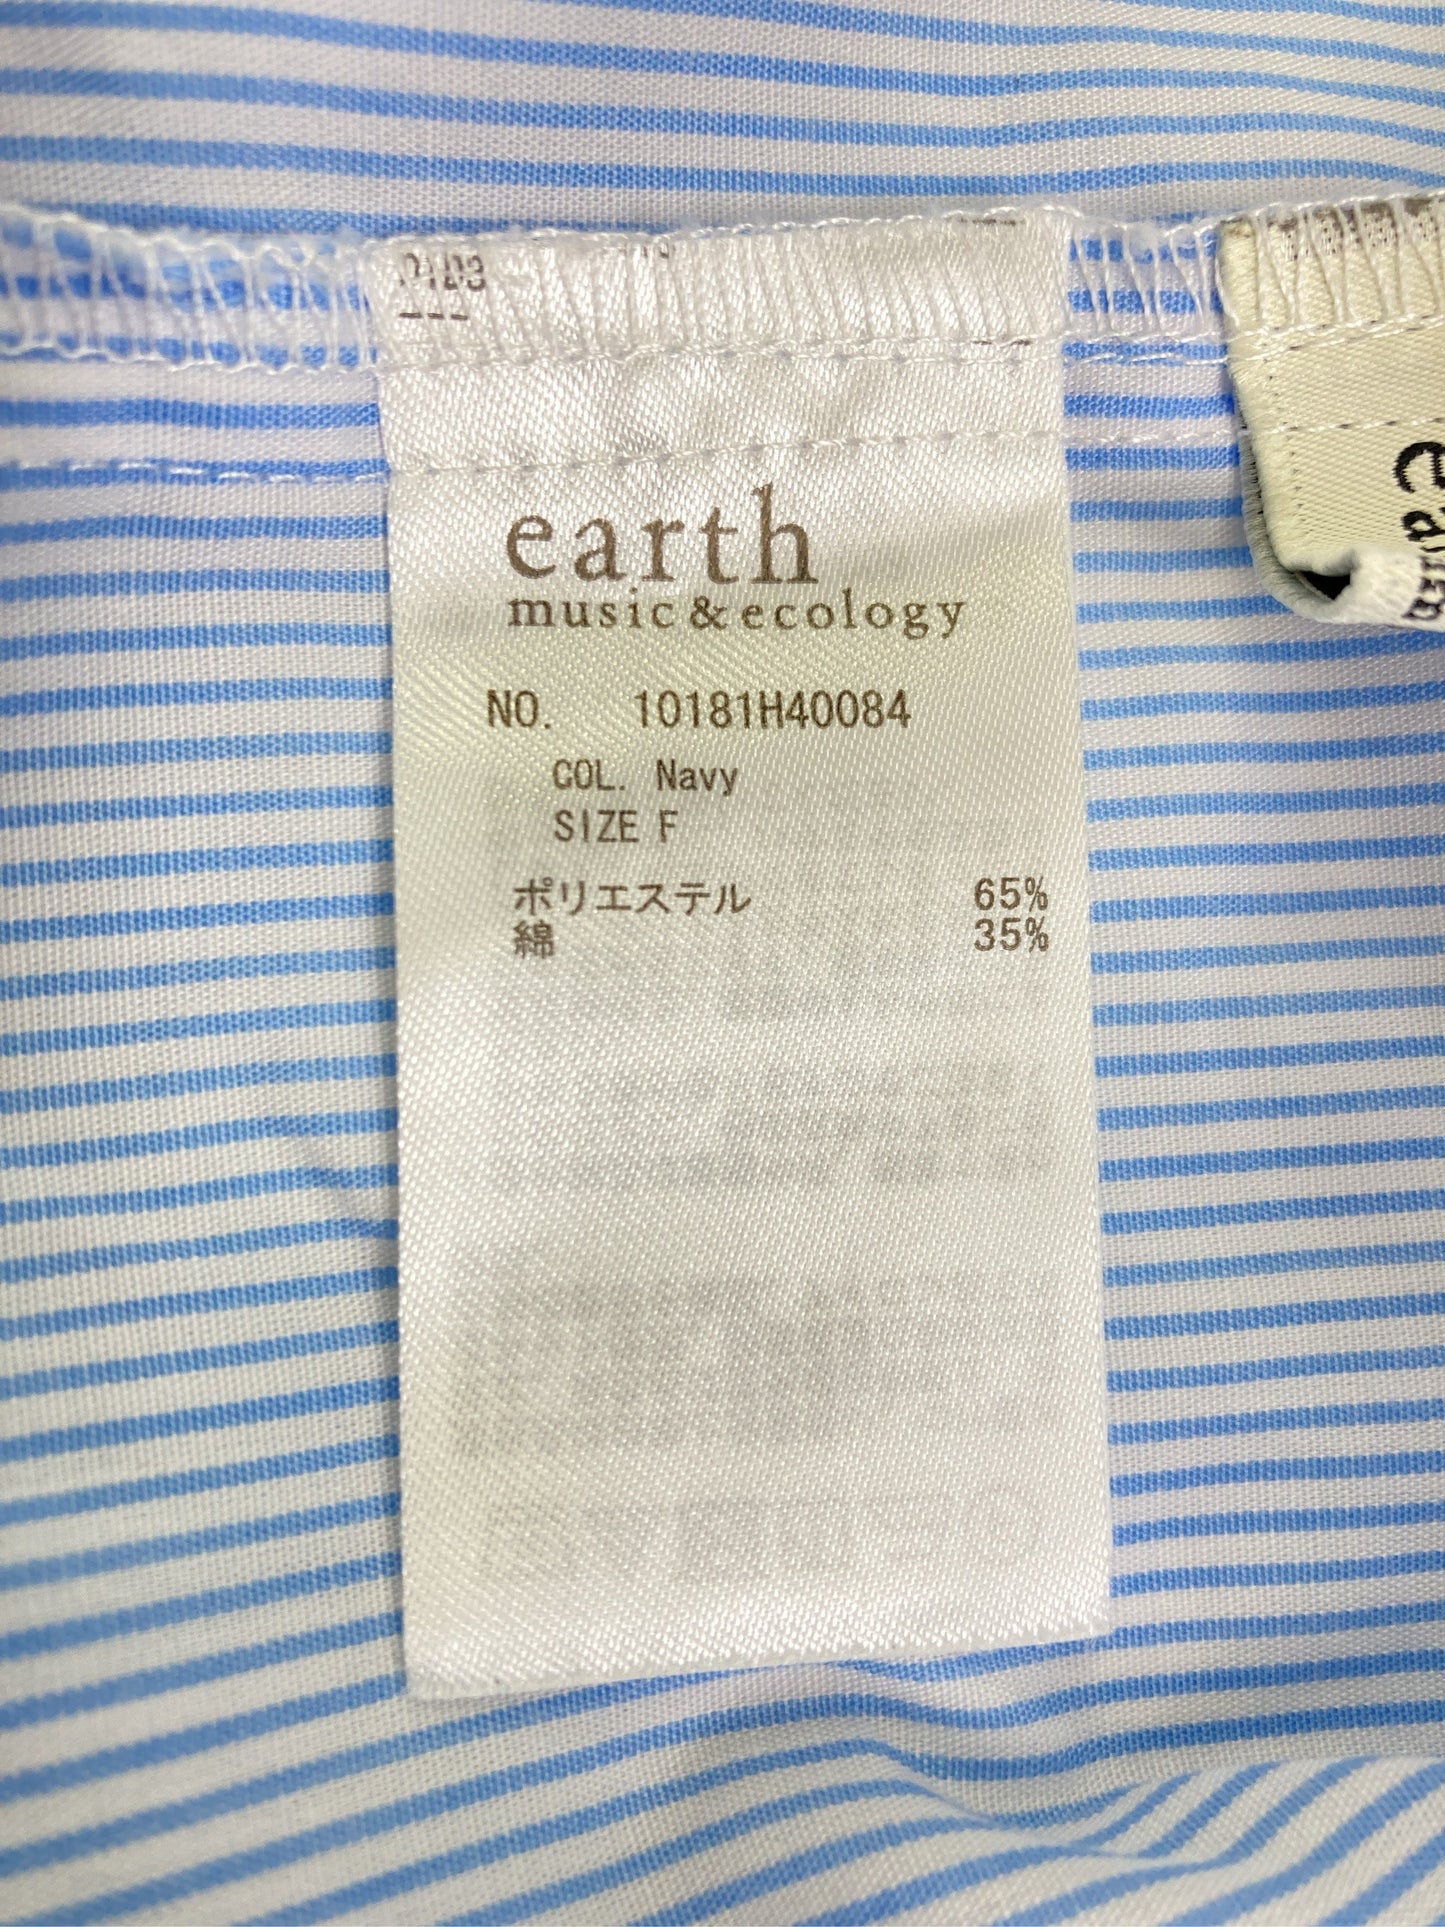 earth
music & ecology
NO. 10181H40084
COL. Navy
SIZE F
ポリエステル 65%
綿 35%